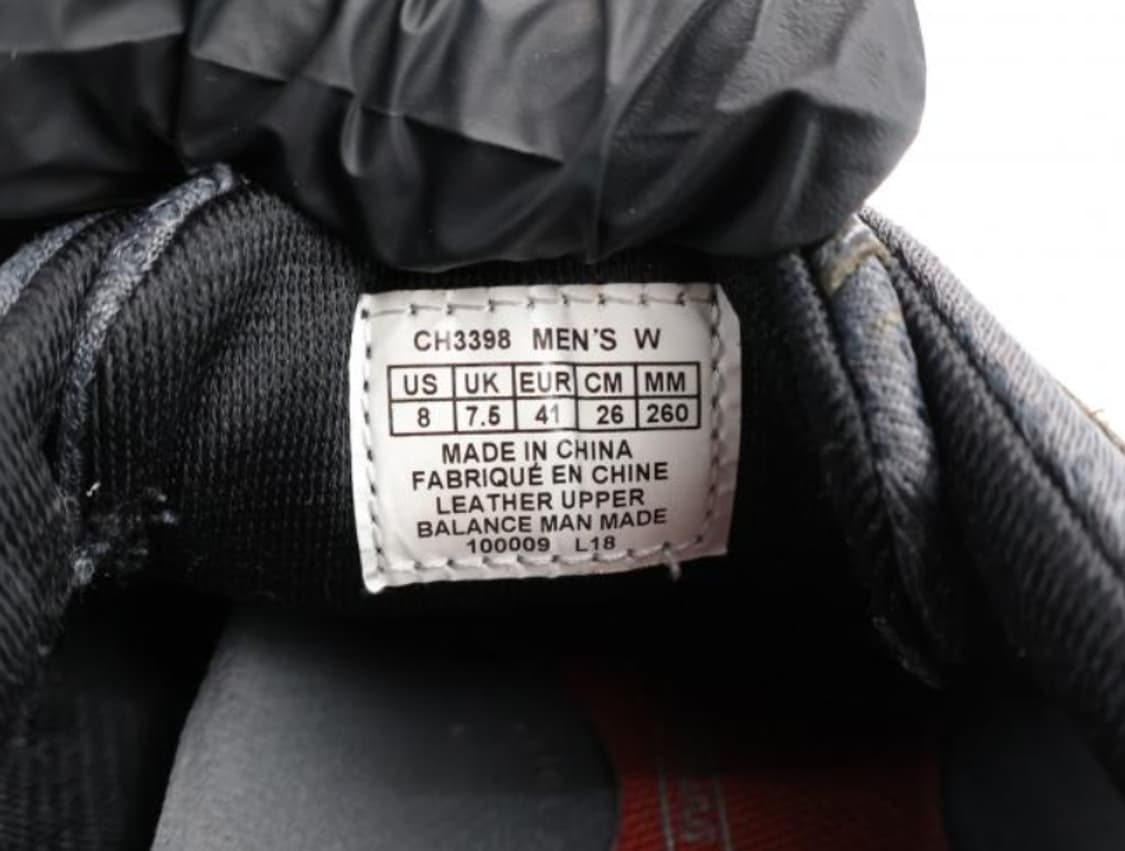 CH3398 MEN'S W
US UK EUR CM MM
8 7.5 41 26 260
MADE IN CHINA
FABRIQUÉ EN CHINE
LEATHER UPPER
BALANCE MAN MADE
100009 L18